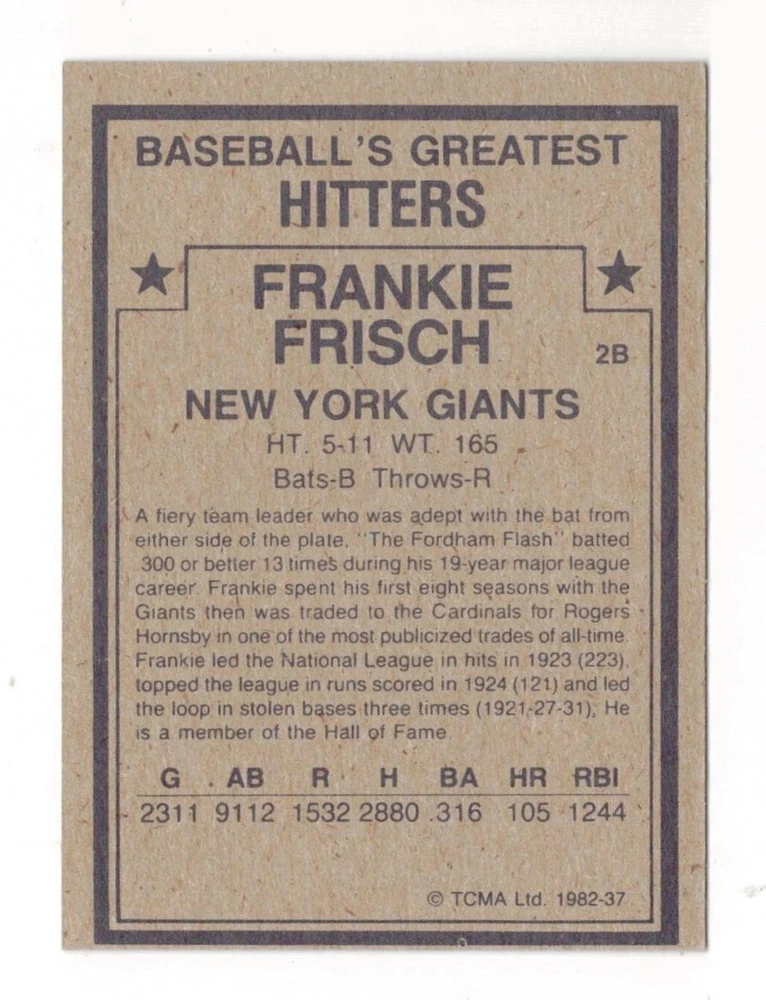 BASEBALL'S GREATEST
HITTERS
FRANKIE
FRISCH
2B
NEW YORK GIANTS
HT. 5-11 WT. 165
Bats-B Throws-R
A fiery team leader who was adept with the bat from
either side of the plate, "The Fordham Flash" batted
.300 or better 13 times during his 19-year major league
career. Frankie spent his first eight seasons with the
Giants then was traded to the Cardinals for Rogers
Hornsby in one of the most publicized trades of all-time.
Frankie led the National League in hits in 1923 (223),
topped the league in runs scored in 1924 (121) and led
the loop in stolen bases three times (1921-27-31), He
is a member of the Hall of Fame.
G AB R H BA HR RBI
2311 9112 1532 2880 .316 105 1244
© TCMA Ltd. 1982-37